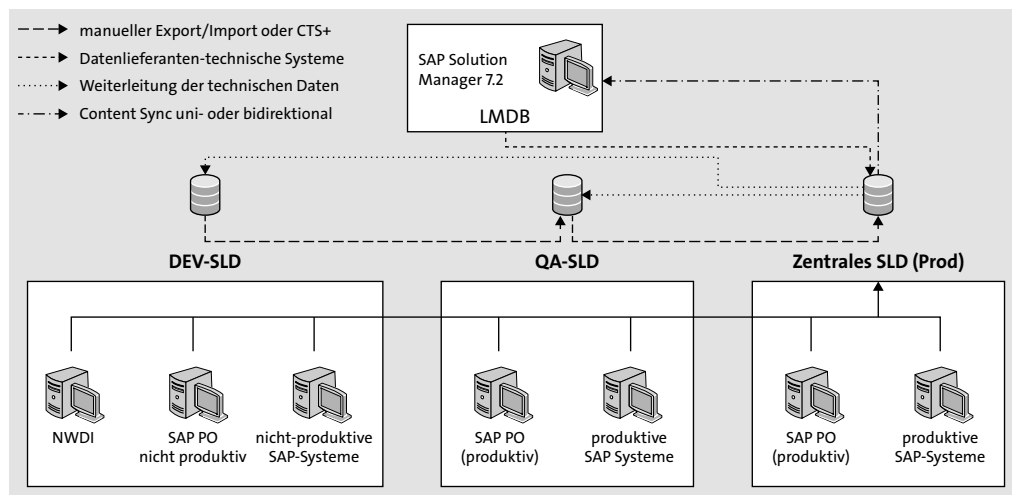 manueller Export/Import oder CTS+
Datenlieferanten-technische Systeme
Weiterleitung der technischen Daten
Content Sync uni- oder bidirektional
SAP Solution
Manager 7.2
LMDB
DEV-SLD
QA-SLD
Zentrales SLD (Prod)
NWDI
SAP PO
nicht produktiv
nicht-produktive
SAP-Systeme
SAP PO
(produktiv)
produktive
SAP Systeme
SAP PO
(produktiv)
produktive
SAP-Systeme